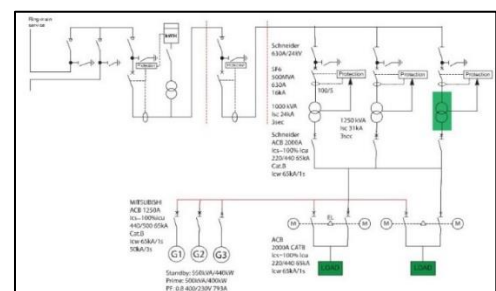 Ring main
service
Protection
Protection
Schneider
630A/24kV
SF6
500MVA
630A
16kA
100/5
Protection
Protection
Protection
1000 kVA
Isc 24kA
3sec
1250 kVA
Isc 31kA
3sec
Schneider
ACB 2000A
Ics=100%Icu
220/440 65kA
Cat.B
Icw 65kA/1s
MITSUBISHI
ACB 1250A
Ics=100%Icu
440/500 65kA
Cat.B
Icw 65kA/1s
50kA/3s
G1
G2
G3
M
EL
M
M
M
ACB
2000A CATB
Ics=100%Icu
220/440 65kA
Icw 65kA/1s
LOAD
LOAD
Standby: 550kVA/440kW
Prime: 500kVA/400kW
PF: 0.8 400/230V 793A